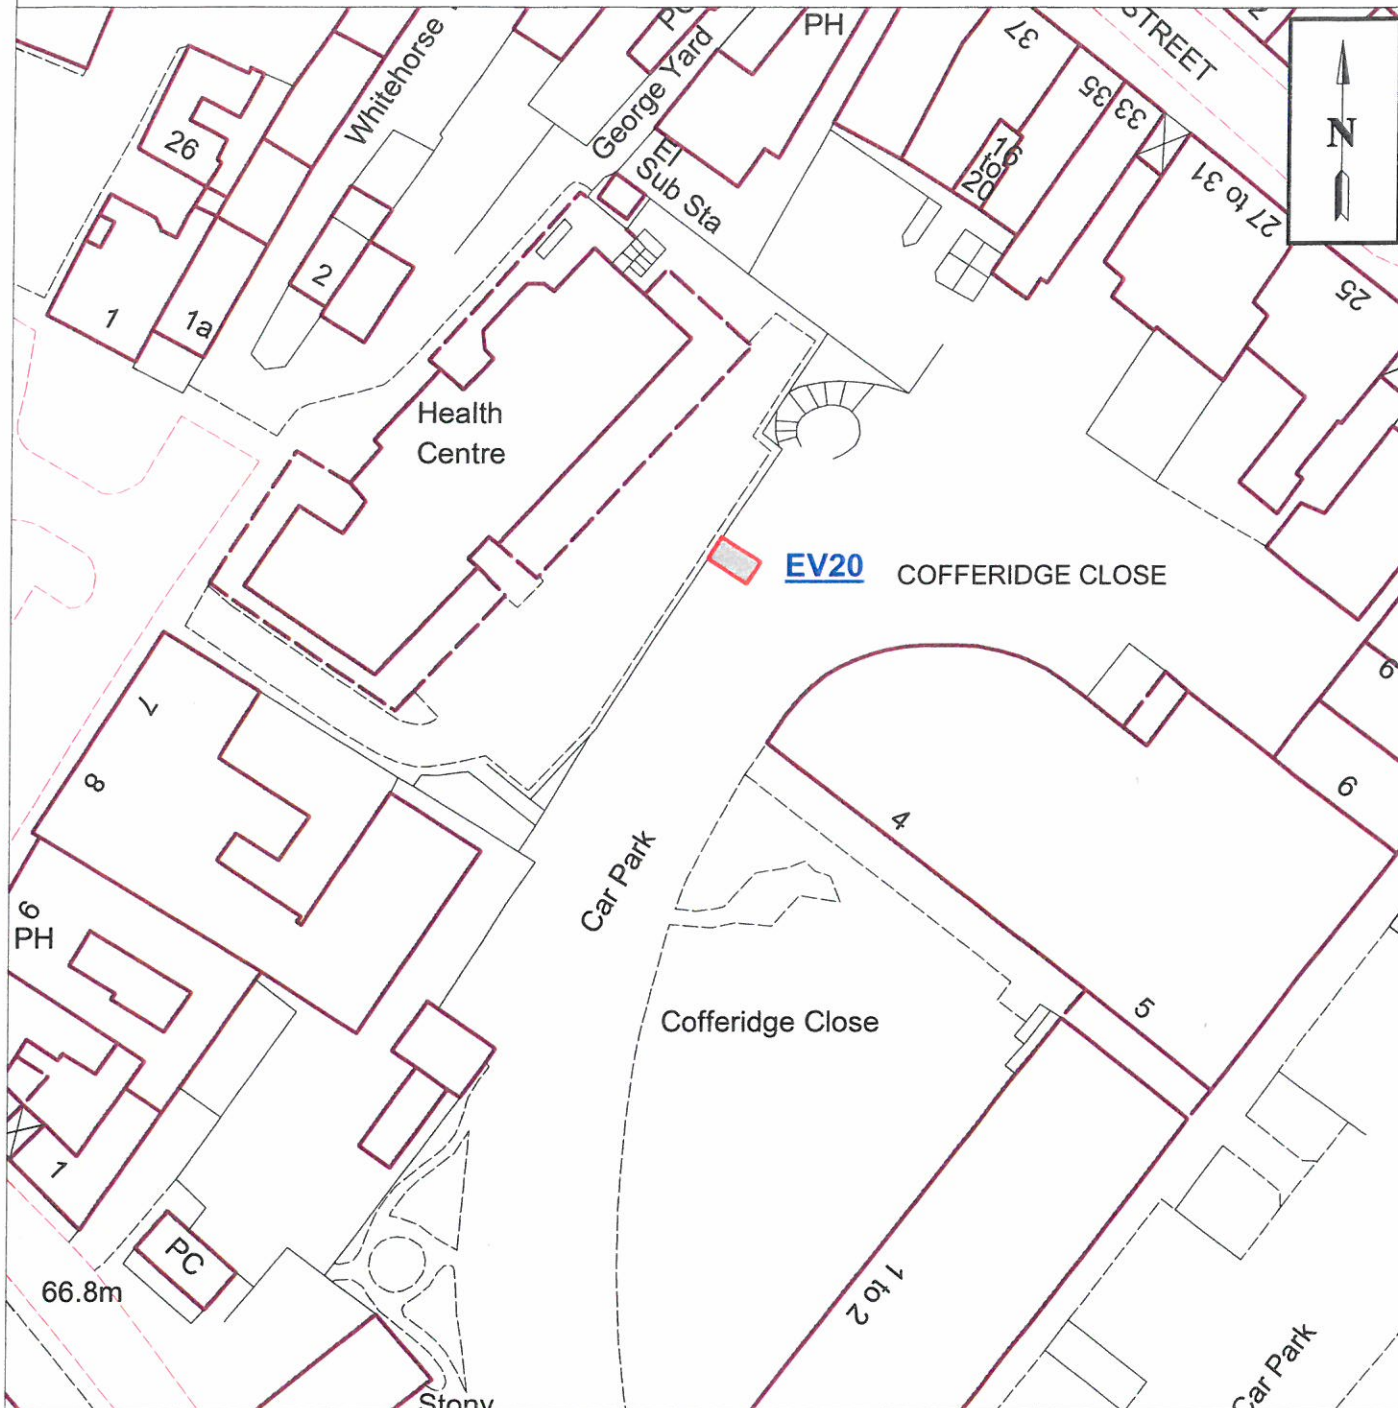 PH
37
STREET
Whitehorse
PC
George Yard
35
33
N
26
16
to
20
El
Sub Sta
27 to 31
2
25
1
1a
Health
Centre
EV20
COFFERIDGE CLOSE
7
8
4
Car Park
6
PH
Cofferidge Close
5
1
PC
66.8m
1 to 2
Car Park
Stony